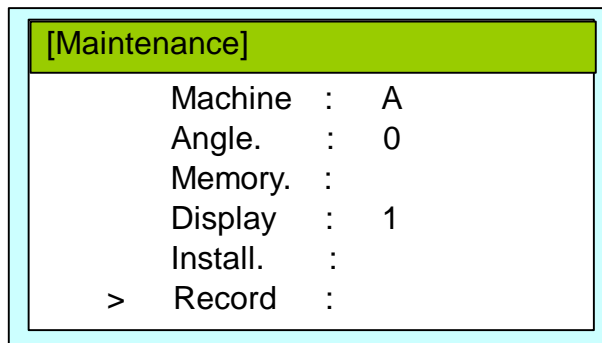 [Maintenance]
Machine : A
Angle. : 0
Memory. :
Display : 1
Install. :
> Record :